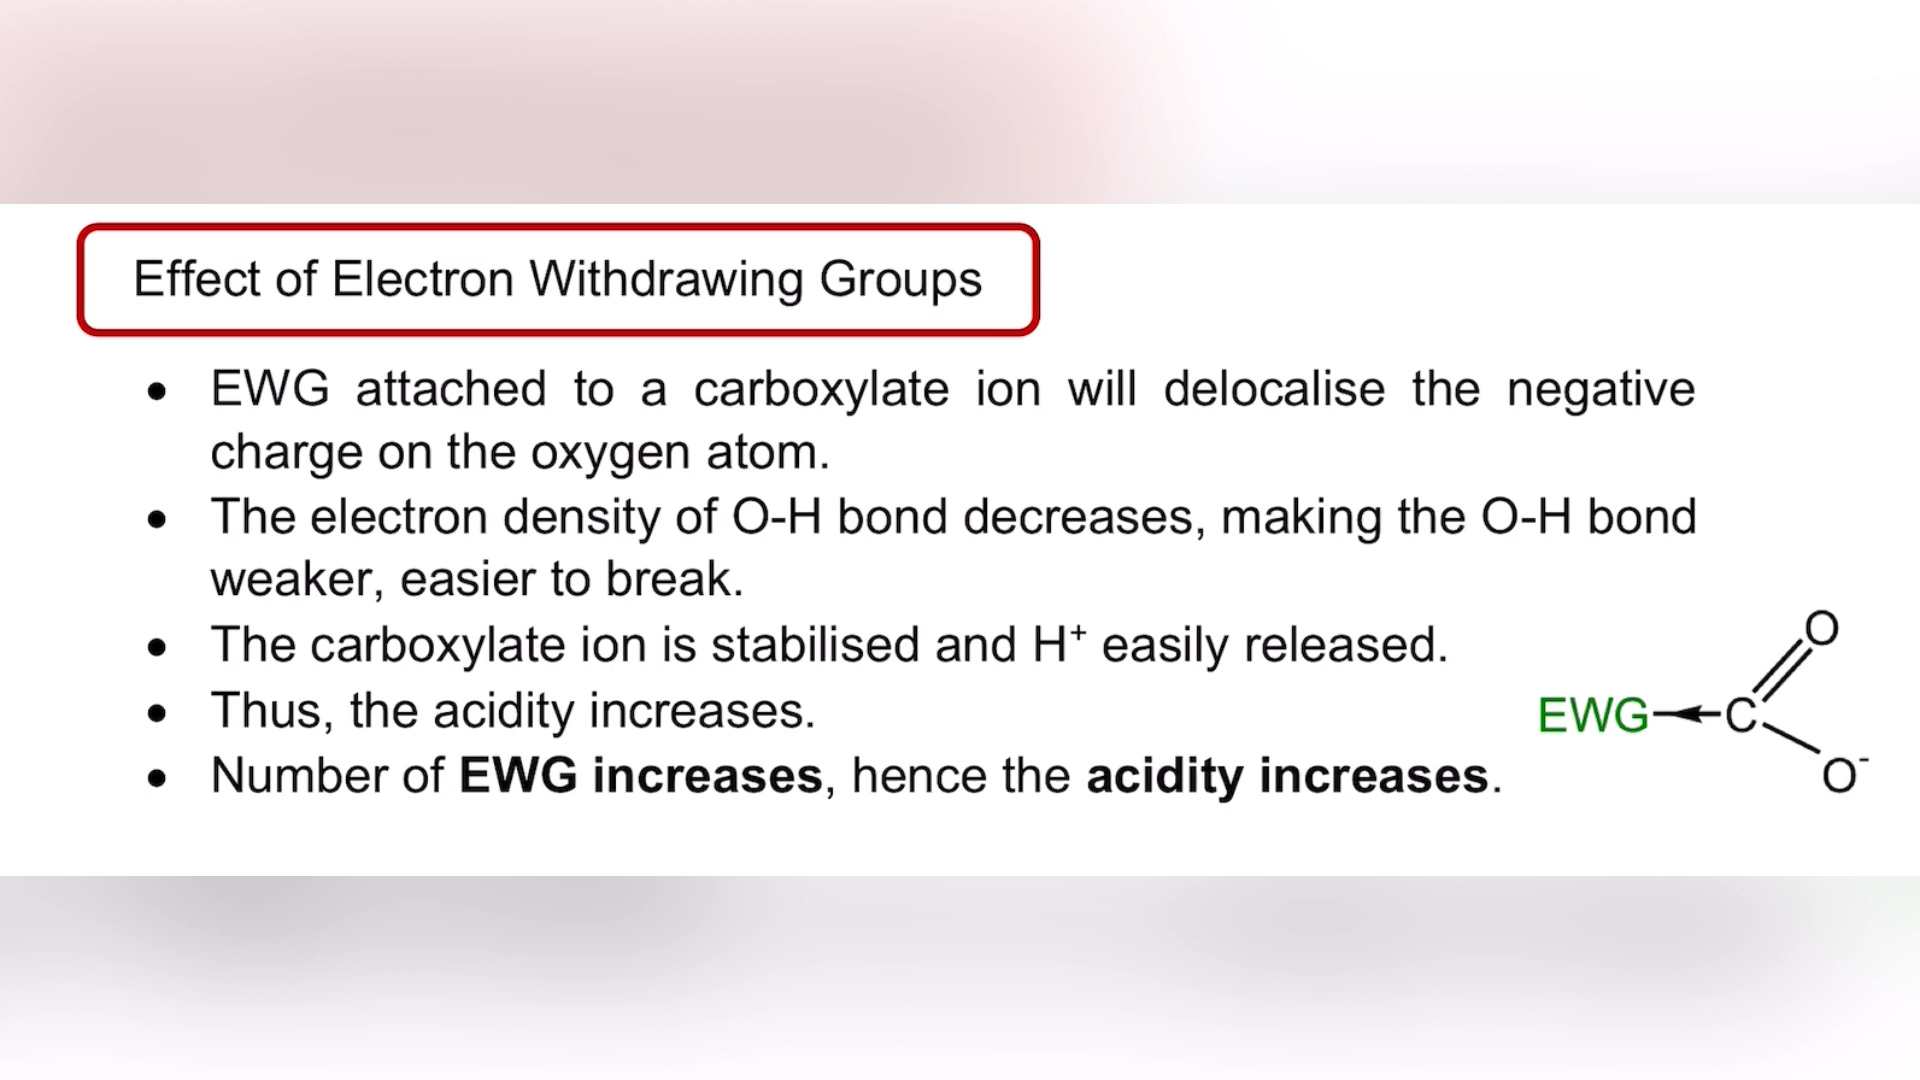 Effect of Electron Withdrawing Groups
• EWG attached to a carboxylate ion will delocalise the negative
charge on the oxygen atom.
• The electron density of O-H bond decreases, making the O-H bond
weaker, easier to break.
• The carboxylate ion is stabilised and H⁺ easily released.
• Thus, the acidity increases.
• Number of EWG increases, hence the acidity increases.
O
EWG C
O⁻